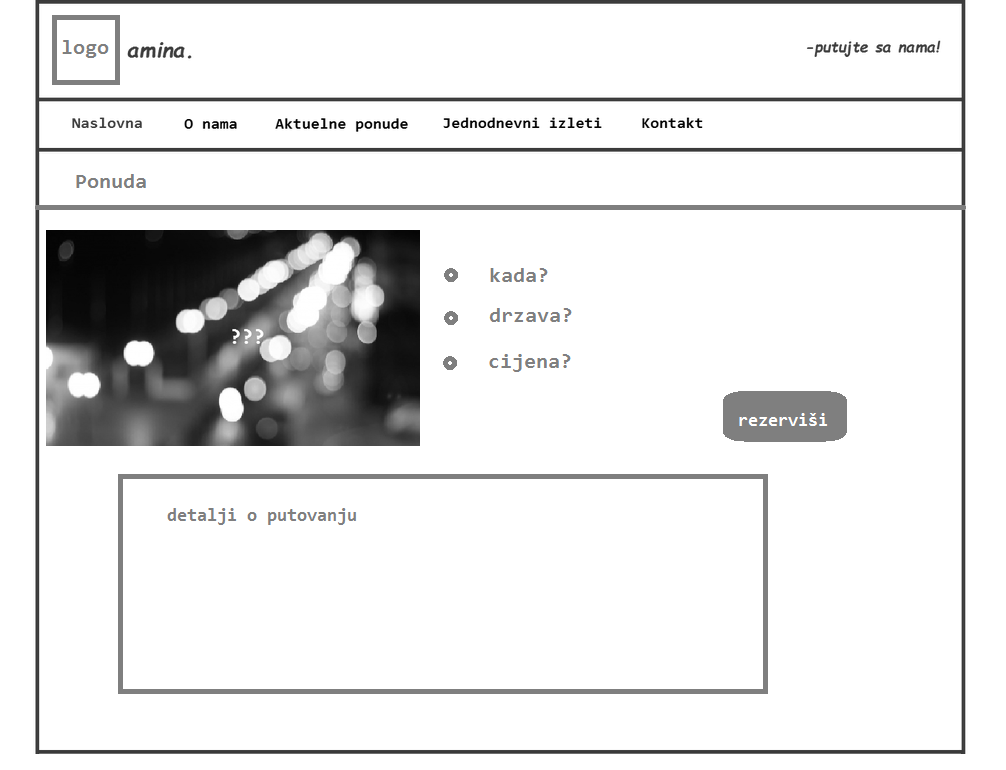 logo amina. -putujte sa nama!
Naslovna O nama Aktuelne ponude Jednodnevni izleti Kontakt
Ponuda
kada?
drzava?
???
cijena?
rezerviši
detalji o putovanju